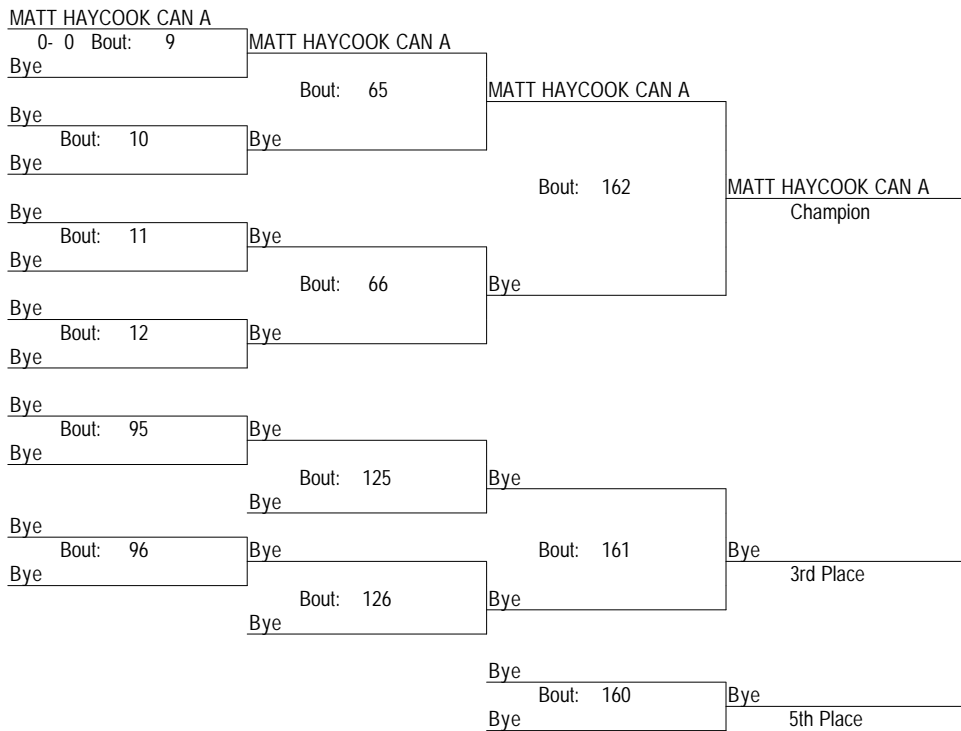 MATT HAYCOOK CAN A
0- 0 Bout: 9 MATT HAYCOOK CAN A
Bye
Bout: 65 MATT HAYCOOK CAN A
Bye
Bout: 10 Bye
Bye
Bout: 162 MATT HAYCOOK CAN A
Champion
Bye
Bout: 11 Bye
Bye
Bout: 66 Bye
Bye
Bout: 12 Bye
Bye
Bye
Bout: 95 Bye
Bye
Bout: 125 Bye
Bye
Bye
Bout: 96 Bye Bout: 161 Bye
Bye
3rd Place
Bout: 126 Bye
Bye
Bye
Bout: 160 Bye
Bye
5th Place